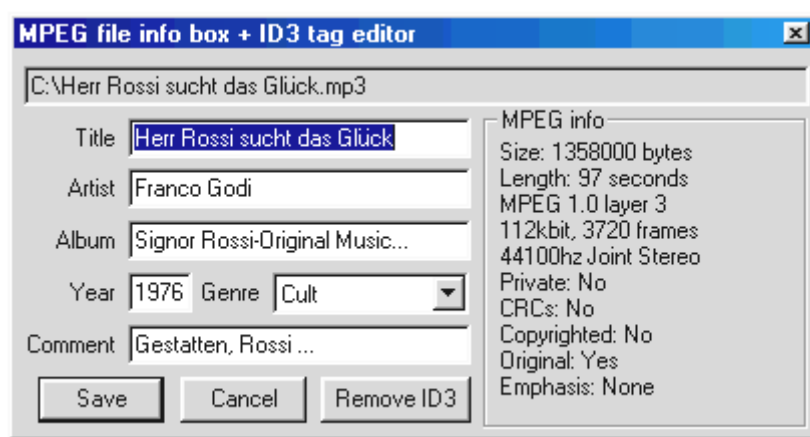 MPEG file info box + ID3 tag editor
C:\Herr Rossi sucht das Glück.mp3
Title Herr Rossi sucht das Glück
Artist Franco Godi
Album Signor Rossi-Original Music...
Year 1976 Genre Cult
Comment Gestatten, Rossi ...
Save Cancel Remove ID3
MPEG info
Size: 1358000 bytes
Length: 97 seconds
MPEG 1.0 layer 3
112kbit, 3720 frames
44100hz Joint Stereo
Private: No
CRCs: No
Copyrighted: No
Original: Yes
Emphasis: None